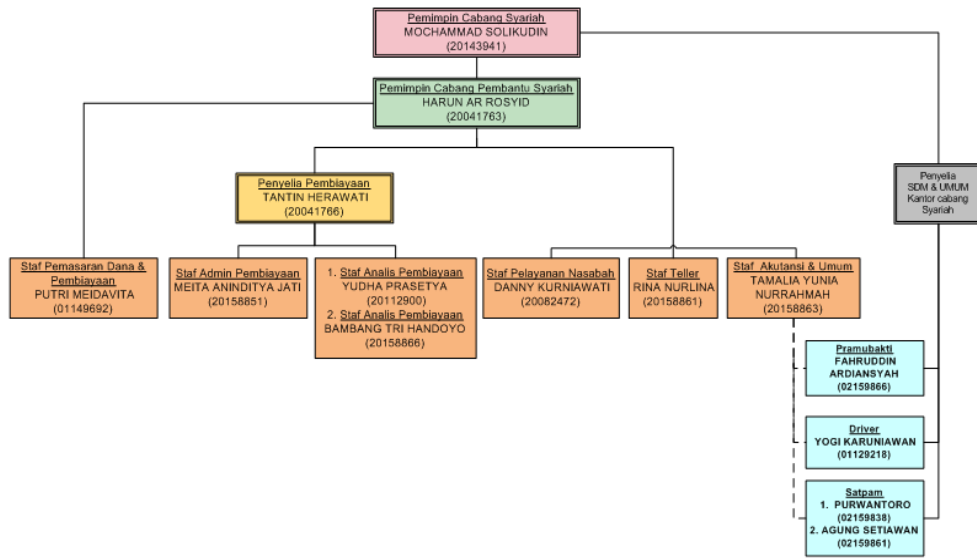 Pemimpin Cabang Syariah
MOCHAMMAD SOLIKUDIN
(20143941)
Pemimpin Cabang Pembantu Syariah
HARUN AR ROSYID
(20041763)
Penyelia
SDM & UMUM
Kantor cabang
Syariah
Penyelia Pembiayaan
TANTIN HERAWATI
(20041766)
Staf Pemasaran Dana &
Pembiayaan
PUTRI MEIDAVITA
(01149692)
Staf Admin Pembiayaan
MEITA ANINDITYA JATI
(20158851)
1. Staf Analis Pembiayaan
YUDHA PRASETYA
(20112900)
2. Staf Analis Pembiayaan
BAMBANG TRI HANDOYO
(20158866)
Staf Pelayanan Nasabah
DANNY KURNIAWATI
(20082472)
Staf Teller
RINA NURLINA
(20158861)
Staf Akutansi & Umum
TAMALIA YUNIA
NURRAHMAH
(20158863)
Pramubakti
FAHRUDDIN
ARDIANSYAH
(02159866)
Driver
YOGI KARUNIAWAN
(01129218)
Satpam
1. PURWANTORO
(02159838)
2. AGUNG SETIAWAN
(02159861)